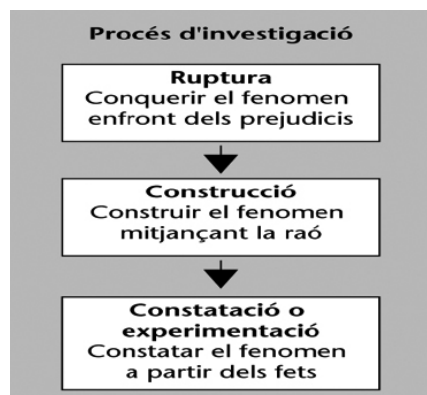 Procés d'investigació
Ruptura
Conquerir el fenomen
enfront dels prejudicis
Construcció
Construir el fenomen
mitjançant la raó
Constatació o
experimentació
Constatar el fenomen
a partir dels fets